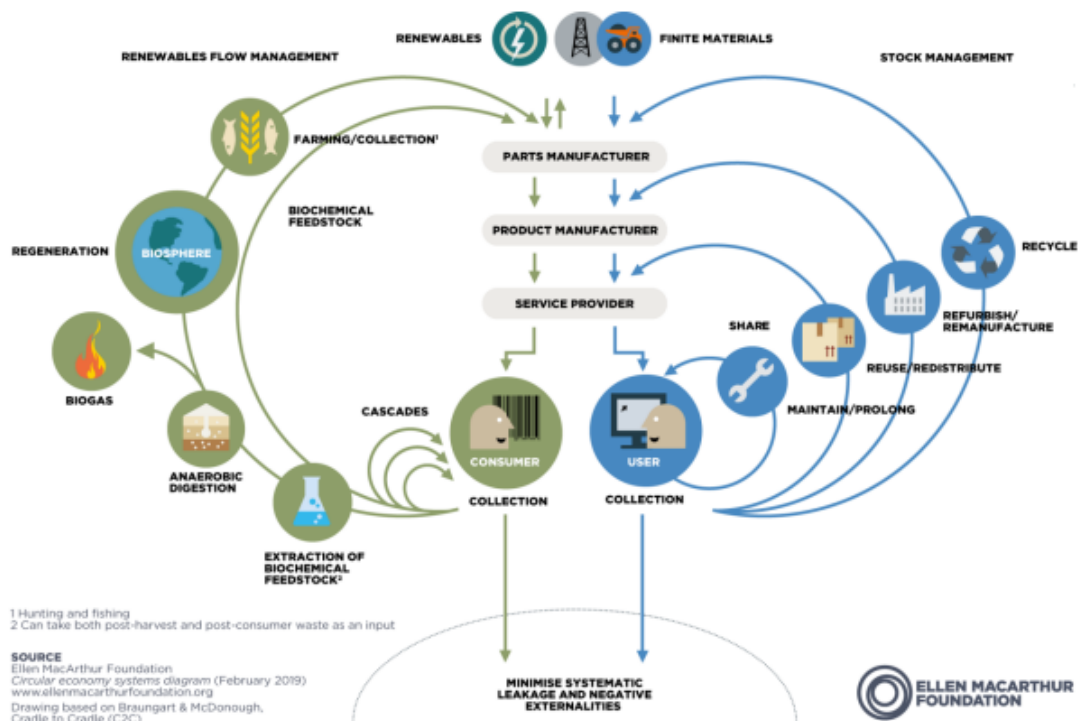 RENEWABLES
FINITE MATERIALS
RENEWABLES FLOW MANAGEMENT
STOCK MANAGEMENT
FARMING/COLLECTION¹
PARTS MANUFACTURER
BIOCHEMICAL
FEEDSTOCK
PRODUCT MANUFACTURER
REGENERATION
BIOSPHERE
RECYCLE
SERVICE PROVIDER
SHARE
REFURBISH/
REMANUFACTURE
REUSE/REDISTRIBUTE
BIOGAS
CASCADES
MAINTAIN/PROLONG
CONSUMER
USER
ANAEROBIC
DIGESTION
COLLECTION
COLLECTION
EXTRACTION OF
BIOCHEMICAL
FEEDSTOCK²
1 Hunting and fishing
2 Can take both post-harvest and post-consumer waste as an input
SOURCE
Ellen MacArthur Foundation
Circular economy systems diagram (February 2019)
www.ellenmacarthurfoundation.org
Drawing based on Braungart & McDonough,
Cradle to Cradle (C2C)
MINIMISE SYSTEMATIC
LEAKAGE AND NEGATIVE
EXTERNALITIES
ELLEN MACARTHUR
FOUNDATION